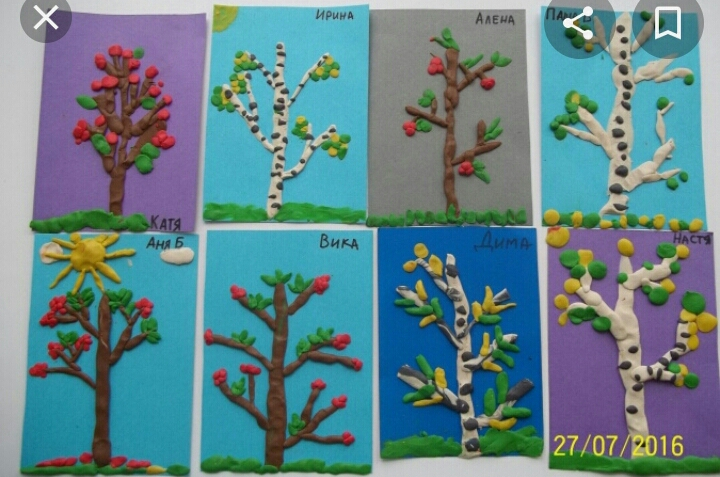 ИРИНА
АЛЕНА
КАТЯ
АНЯ Б
ВИКА
ДИМА
НАСТЯ
27/07/2016